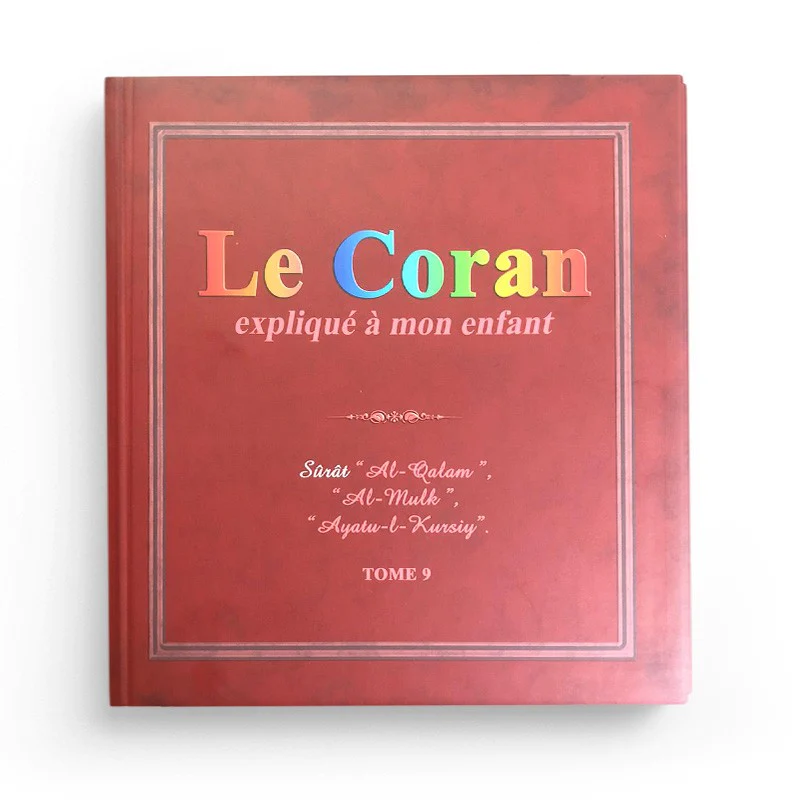 Le Coran
expliqué à mon enfant
Sûrât “ Al-Qalam ”,
“ Al-Mulk ”,
“ Ayatu-l-Kursiy”.
TOME 9